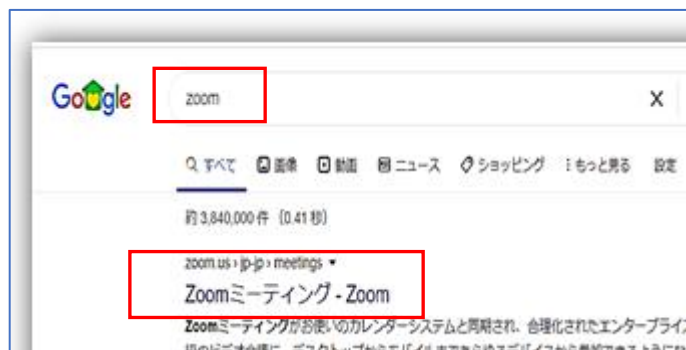 Google
zoom X
すべて 画像 動画 ニュース ショッピング もっと見る 設定
約 3,840,000 件 (0.41 秒)
zoom.us › jp-jp › meetings ▾
Zoomミーティング - Zoom
Zoomミーティングがお使いのカレンダーシステムと同期され、合理化されたエンタープライズ